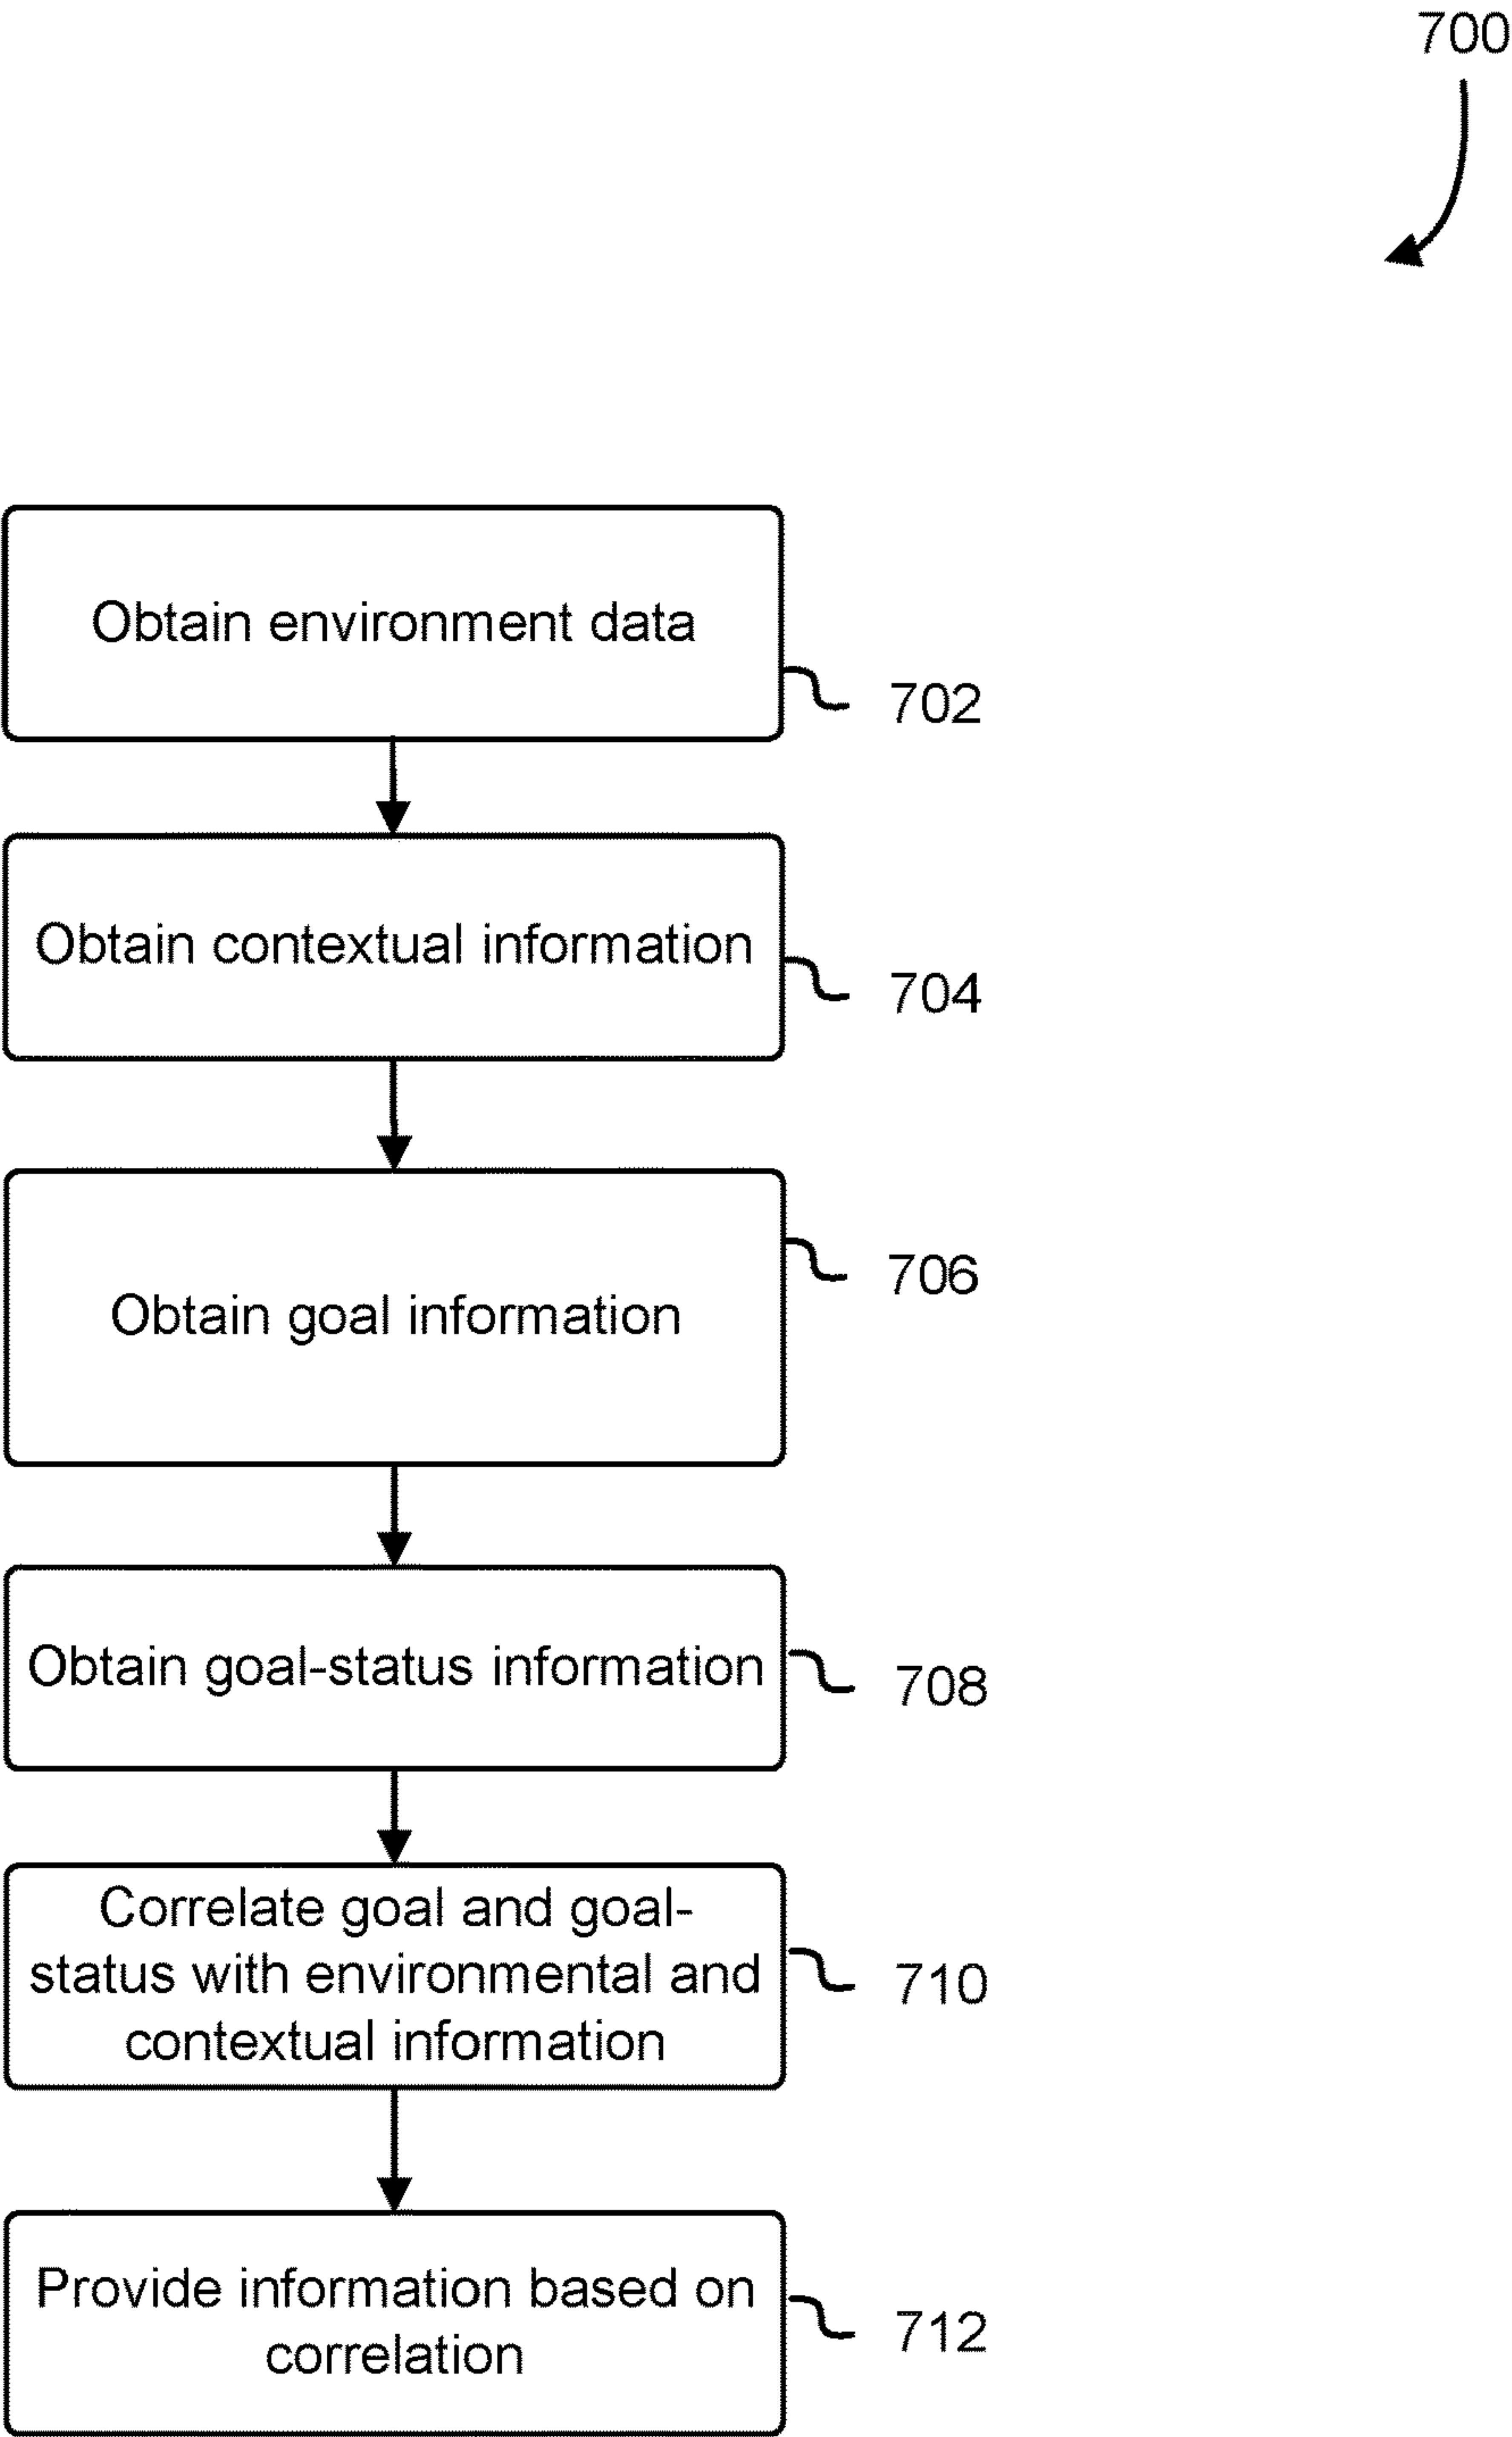 700
Obtain environment data
702
Obtain contextual information
704
706
Obtain goal information
Obtain goal-status information
708
Correlate goal and goal-
status with environmental and
contextual information
710
Provide information based on
correlation
712